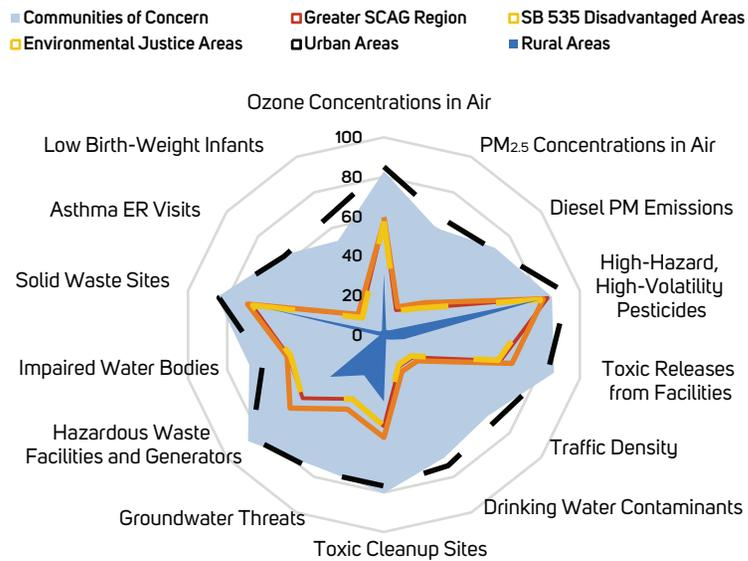 Communities of Concern
Greater SCAG Region
SB 535 Disadvantaged Areas
Environmental Justice Areas
Urban Areas
Rural Areas
Ozone Concentrations in Air
PM2.5 Concentrations in Air
Diesel PM Emissions
High-Hazard,
High-Volatility
Pesticides
Toxic Releases
from Facilities
Traffic Density
Drinking Water Contaminants
Toxic Cleanup Sites
Groundwater Threats
Hazardous Waste
Facilities and Generators
Impaired Water Bodies
Solid Waste Sites
Asthma ER Visits
Low Birth-Weight Infants
100
80
60
40
20
0